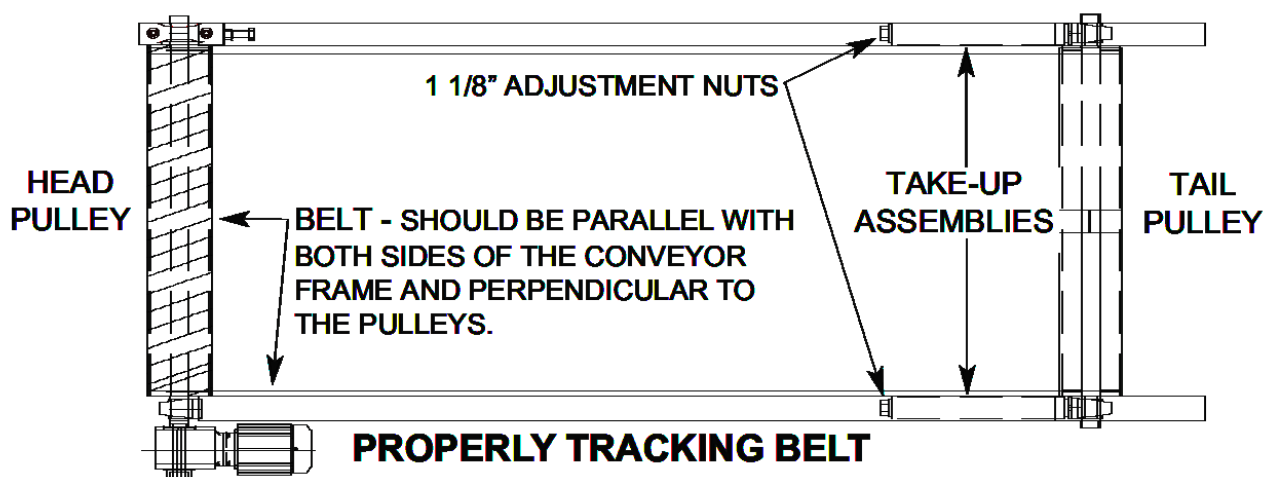 1 1/8” ADJUSTMENT NUTS
HEAD
PULLEY
BELT - SHOULD BE PARALLEL WITH
BOTH SIDES OF THE CONVEYOR
FRAME AND PERPENDICULAR TO
THE PULLEYS.
TAKE-UP
ASSEMBLIES
TAIL
PULLEY
PROPERLY TRACKING BELT